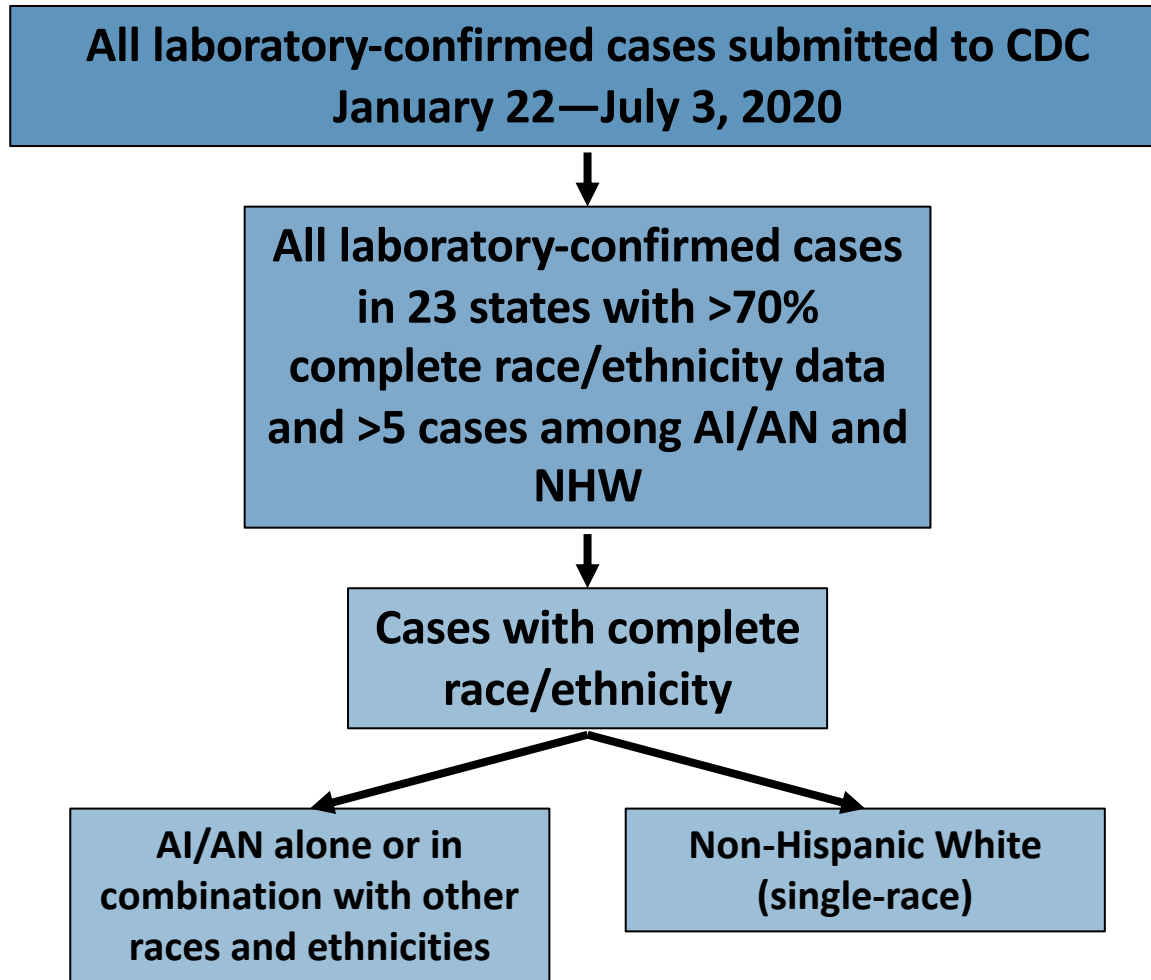 All laboratory-confirmed cases submitted to CDC
January 22—July 3, 2020
All laboratory-confirmed cases
in 23 states with >70%
complete race/ethnicity data
and >5 cases among AI/AN and
NHW
Cases with complete
race/ethnicity
AI/AN alone or in
combination with other
races and ethnicities
Non-Hispanic White
(single-race)